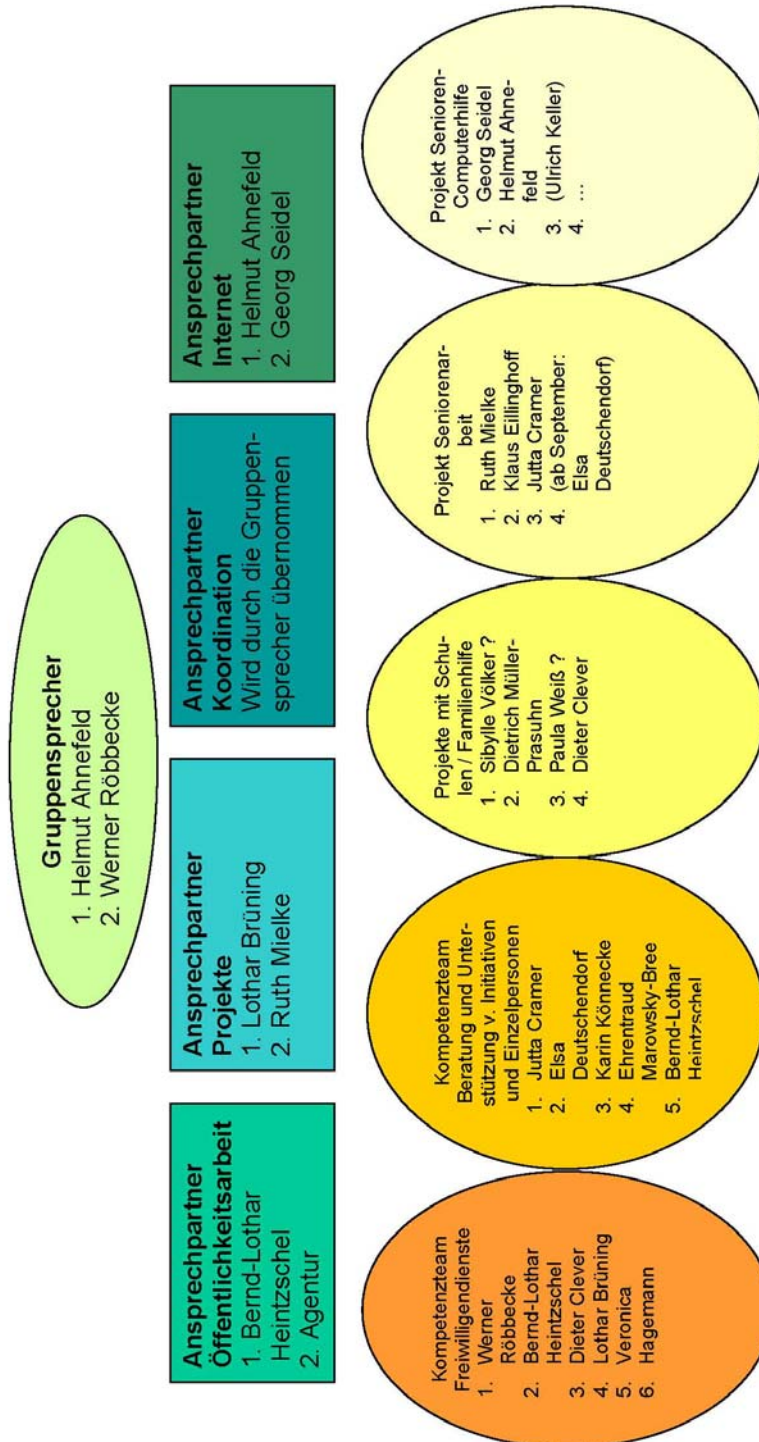 Gruppensprecher
1. Helmut Ahnefeld
2. Werner Röbbecke
Ansprechpartner
Öffentlichkeitsarbeit
1. Bernd-Lothar
Heintzschel
2. Agentur
Ansprechpartner
Projekte
1. Lothar Brüning
2. Ruth Mielke
Ansprechpartner
Koordination
Wird durch die Gruppen-
sprecher übernommen
Ansprechpartner
Internet
1. Helmut Ahnefeld
2. Georg Seidel
Kompetenzteam
Freiwilligendienste
1. Werner
Röbbecke
2. Bernd-Lothar
Heintzschel
3. Dieter Clever
4. Lothar Brüning
5. Veronica
6. Hagemann
Kompetenzteam
Beratung und Unter-
stützung v. Initiativen
und Einzelpersonen
1. Jutta Cramer
2. Elsa
Deutschendorf
3. Karin Könnecke
4. Ehrentraud
Marowsky-Bree
5. Bernd-Lothar
Heintzschel
Projekte mit Schu-
len / Familienhilfe
1. Sibylle Völker ?
2. Dietrich Müller-
Prasuhn
3. Paula Weiß ?
4. Dieter Clever
Projekt Seniorenar-
beit
1. Ruth Mielke
2. Klaus Eillinghoff
3. Jutta Cramer
4. (ab September:
Elsa
Deutschendorf)
Projekt Senioren-
Computerhilfe
1. Georg Seidel
2. Helmut Ahne-
feld
3. (Ulrich Keller)
4. …